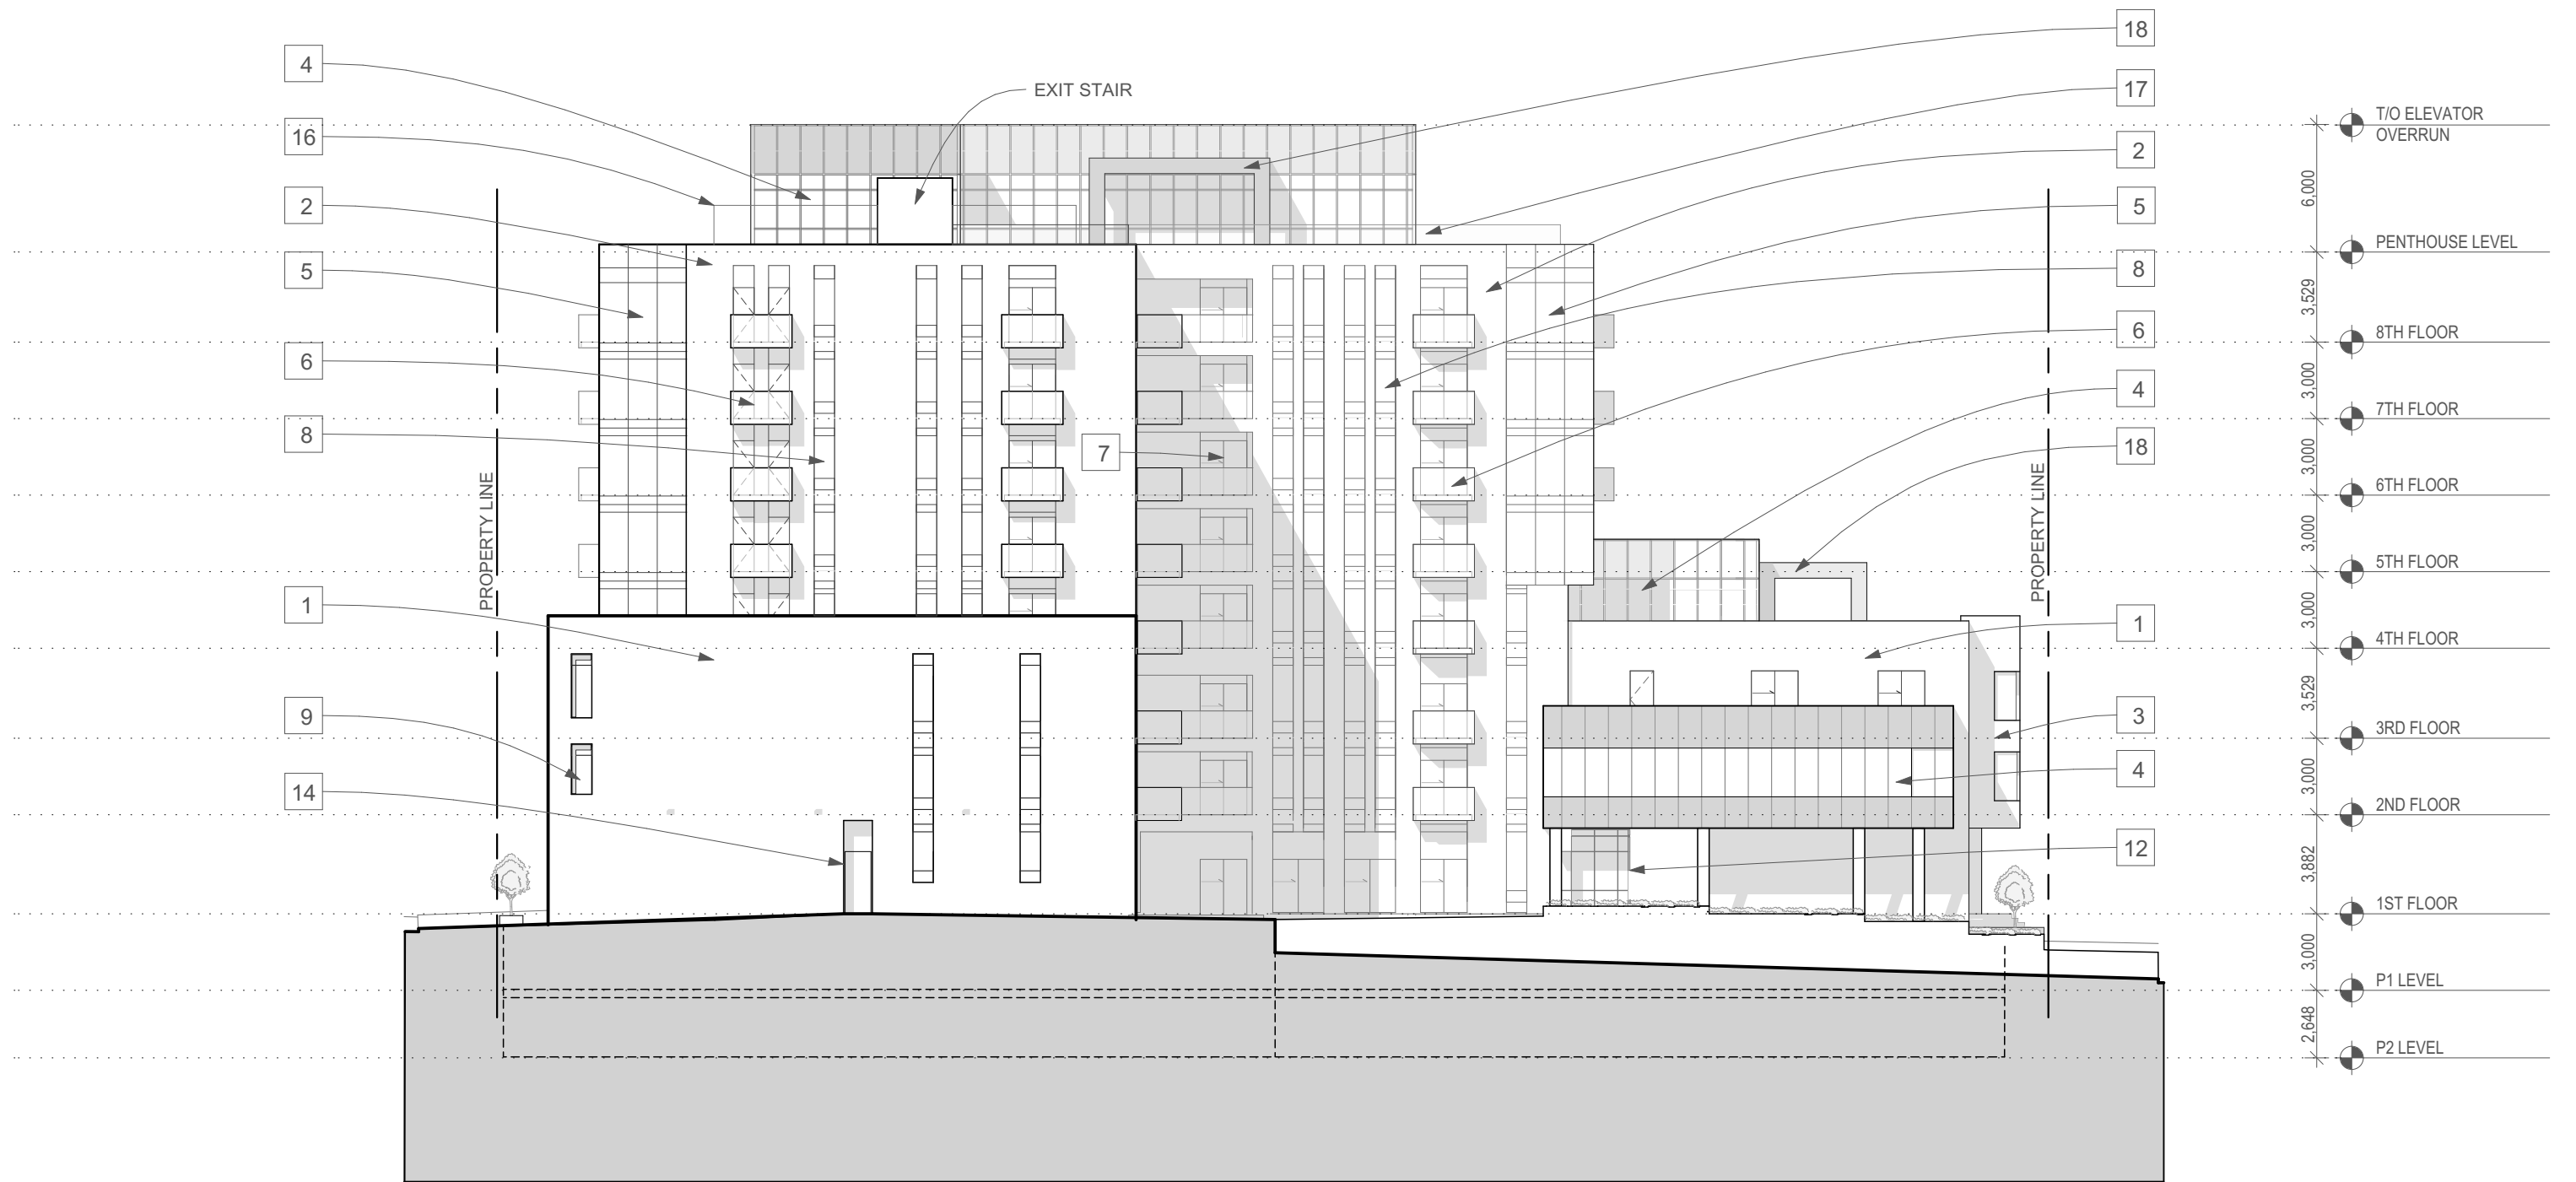 4
16
2
5
6
8
1
9
14
EXIT STAIR
7
PROPERTY LINE
PROPERTY LINE
18
17
2
5
8
6
4
18
1
3
4
12
T/O ELEVATOR
OVERRUN
6,000
PENTHOUSE LEVEL
3,529
8TH FLOOR
3,000
7TH FLOOR
3,000
6TH FLOOR
3,000
5TH FLOOR
3,000
4TH FLOOR
3,529
3RD FLOOR
3,000
2ND FLOOR
3,882
1ST FLOOR
3,000
P1 LEVEL
2,648
P2 LEVEL